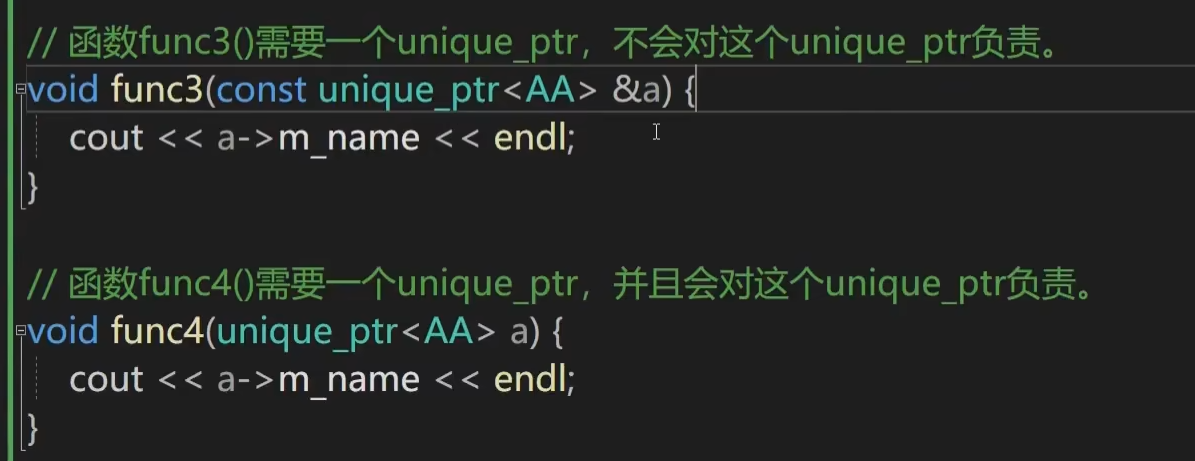 // 函数func3()需要一个unique_ptr，不会对这个unique_ptr负责。
void func3(const unique_ptr<AA> &a) {
    cout << a->m_name << endl;
}
// 函数func4()需要一个unique_ptr，并且会对这个unique_ptr负责。
void func4(unique_ptr<AA> a) {
    cout << a->m_name << endl;
}